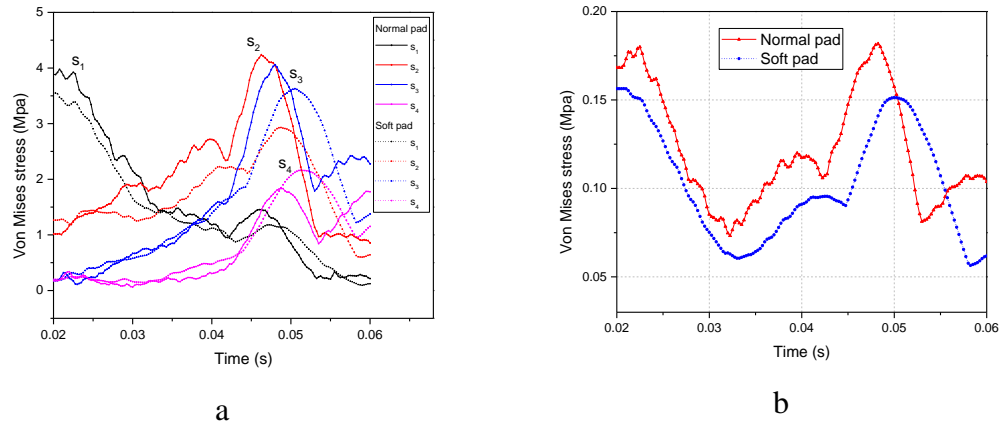 Von Mises stress (Mpa)
5
4
3
2
1
0
0.02
0.03
0.04
0.05
0.06
Time (s)
s1
s2
s3
s4
Normal pad
s1
s2
s3
s4
Soft pad
s1
s2
s3
s4
a
Von Mises stress (Mpa)
0.20
0.15
0.10
0.05
0.02
0.03
0.04
0.05
0.06
Time (s)
Normal pad
Soft pad
b